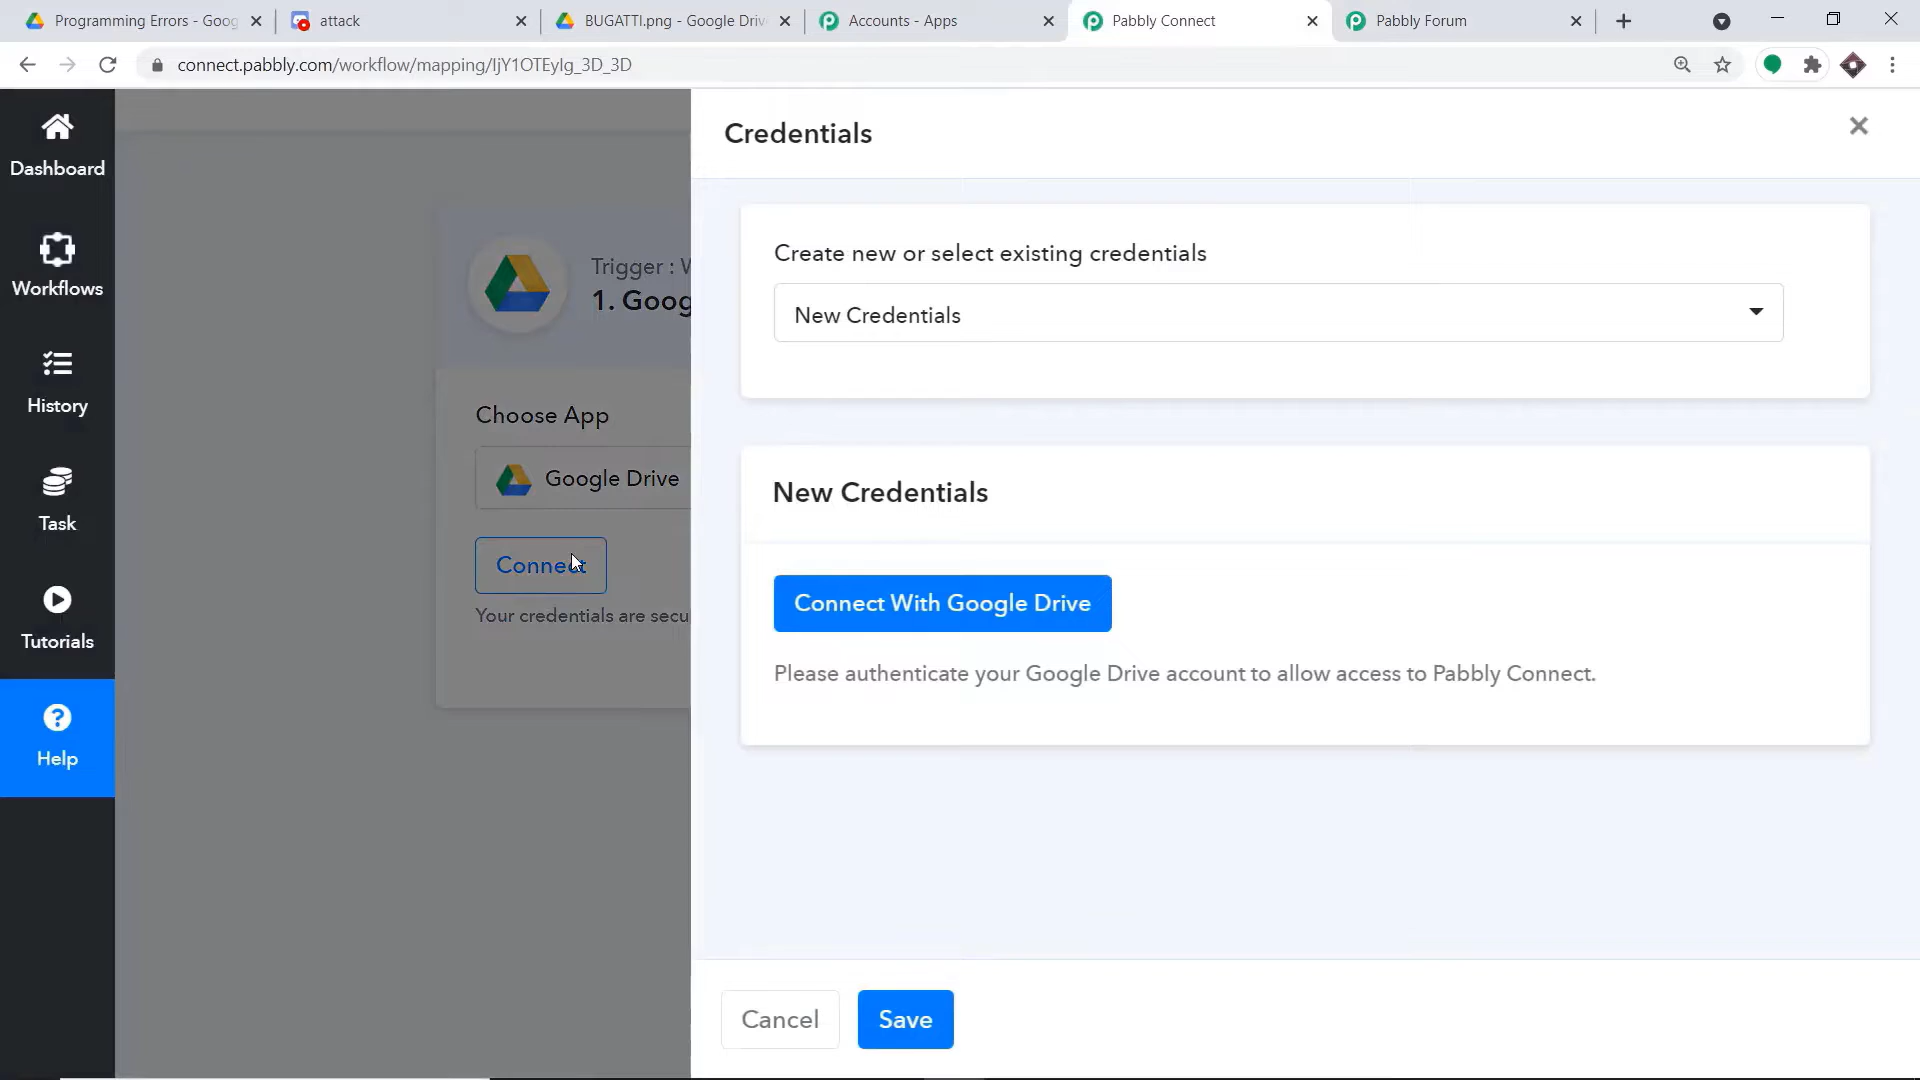 Programming Errors - Goog
attack
BUGATTI.png - Google Driv
Accounts - Apps
Pabbly Connect
Pabbly Forum
connect.pabbly.com/workflow/mapping/IjY1OTEyIg_3D_3D
Dashboard
Workflows
History
Task
Tutorials
Help
Trigger : W
1. Goog
Choose App
Google Drive
Connect
Your credentials are secu
Credentials
Create new or select existing credentials
New Credentials
New Credentials
Connect With Google Drive
Please authenticate your Google Drive account to allow access to Pabbly Connect.
Cancel
Save